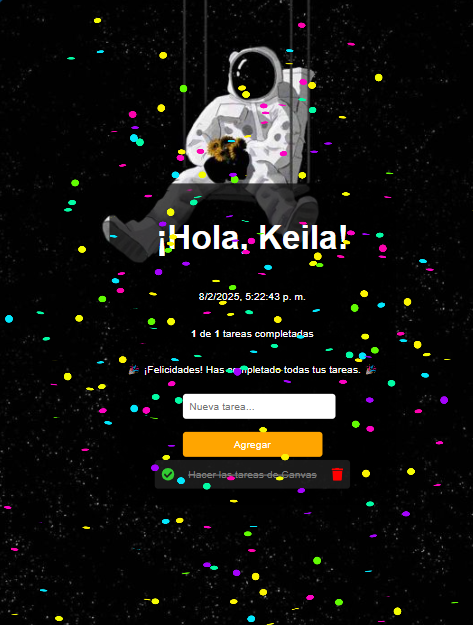 ¡Hola, Keila!
8/2/2025, 5:22:43 p. m.
1 de 1 tareas completadas
🎉 ¡Felicidades! Has completado todas tus tareas. 🎉
Nueva tarea...
Agregar
Hacer las tareas de Canvas